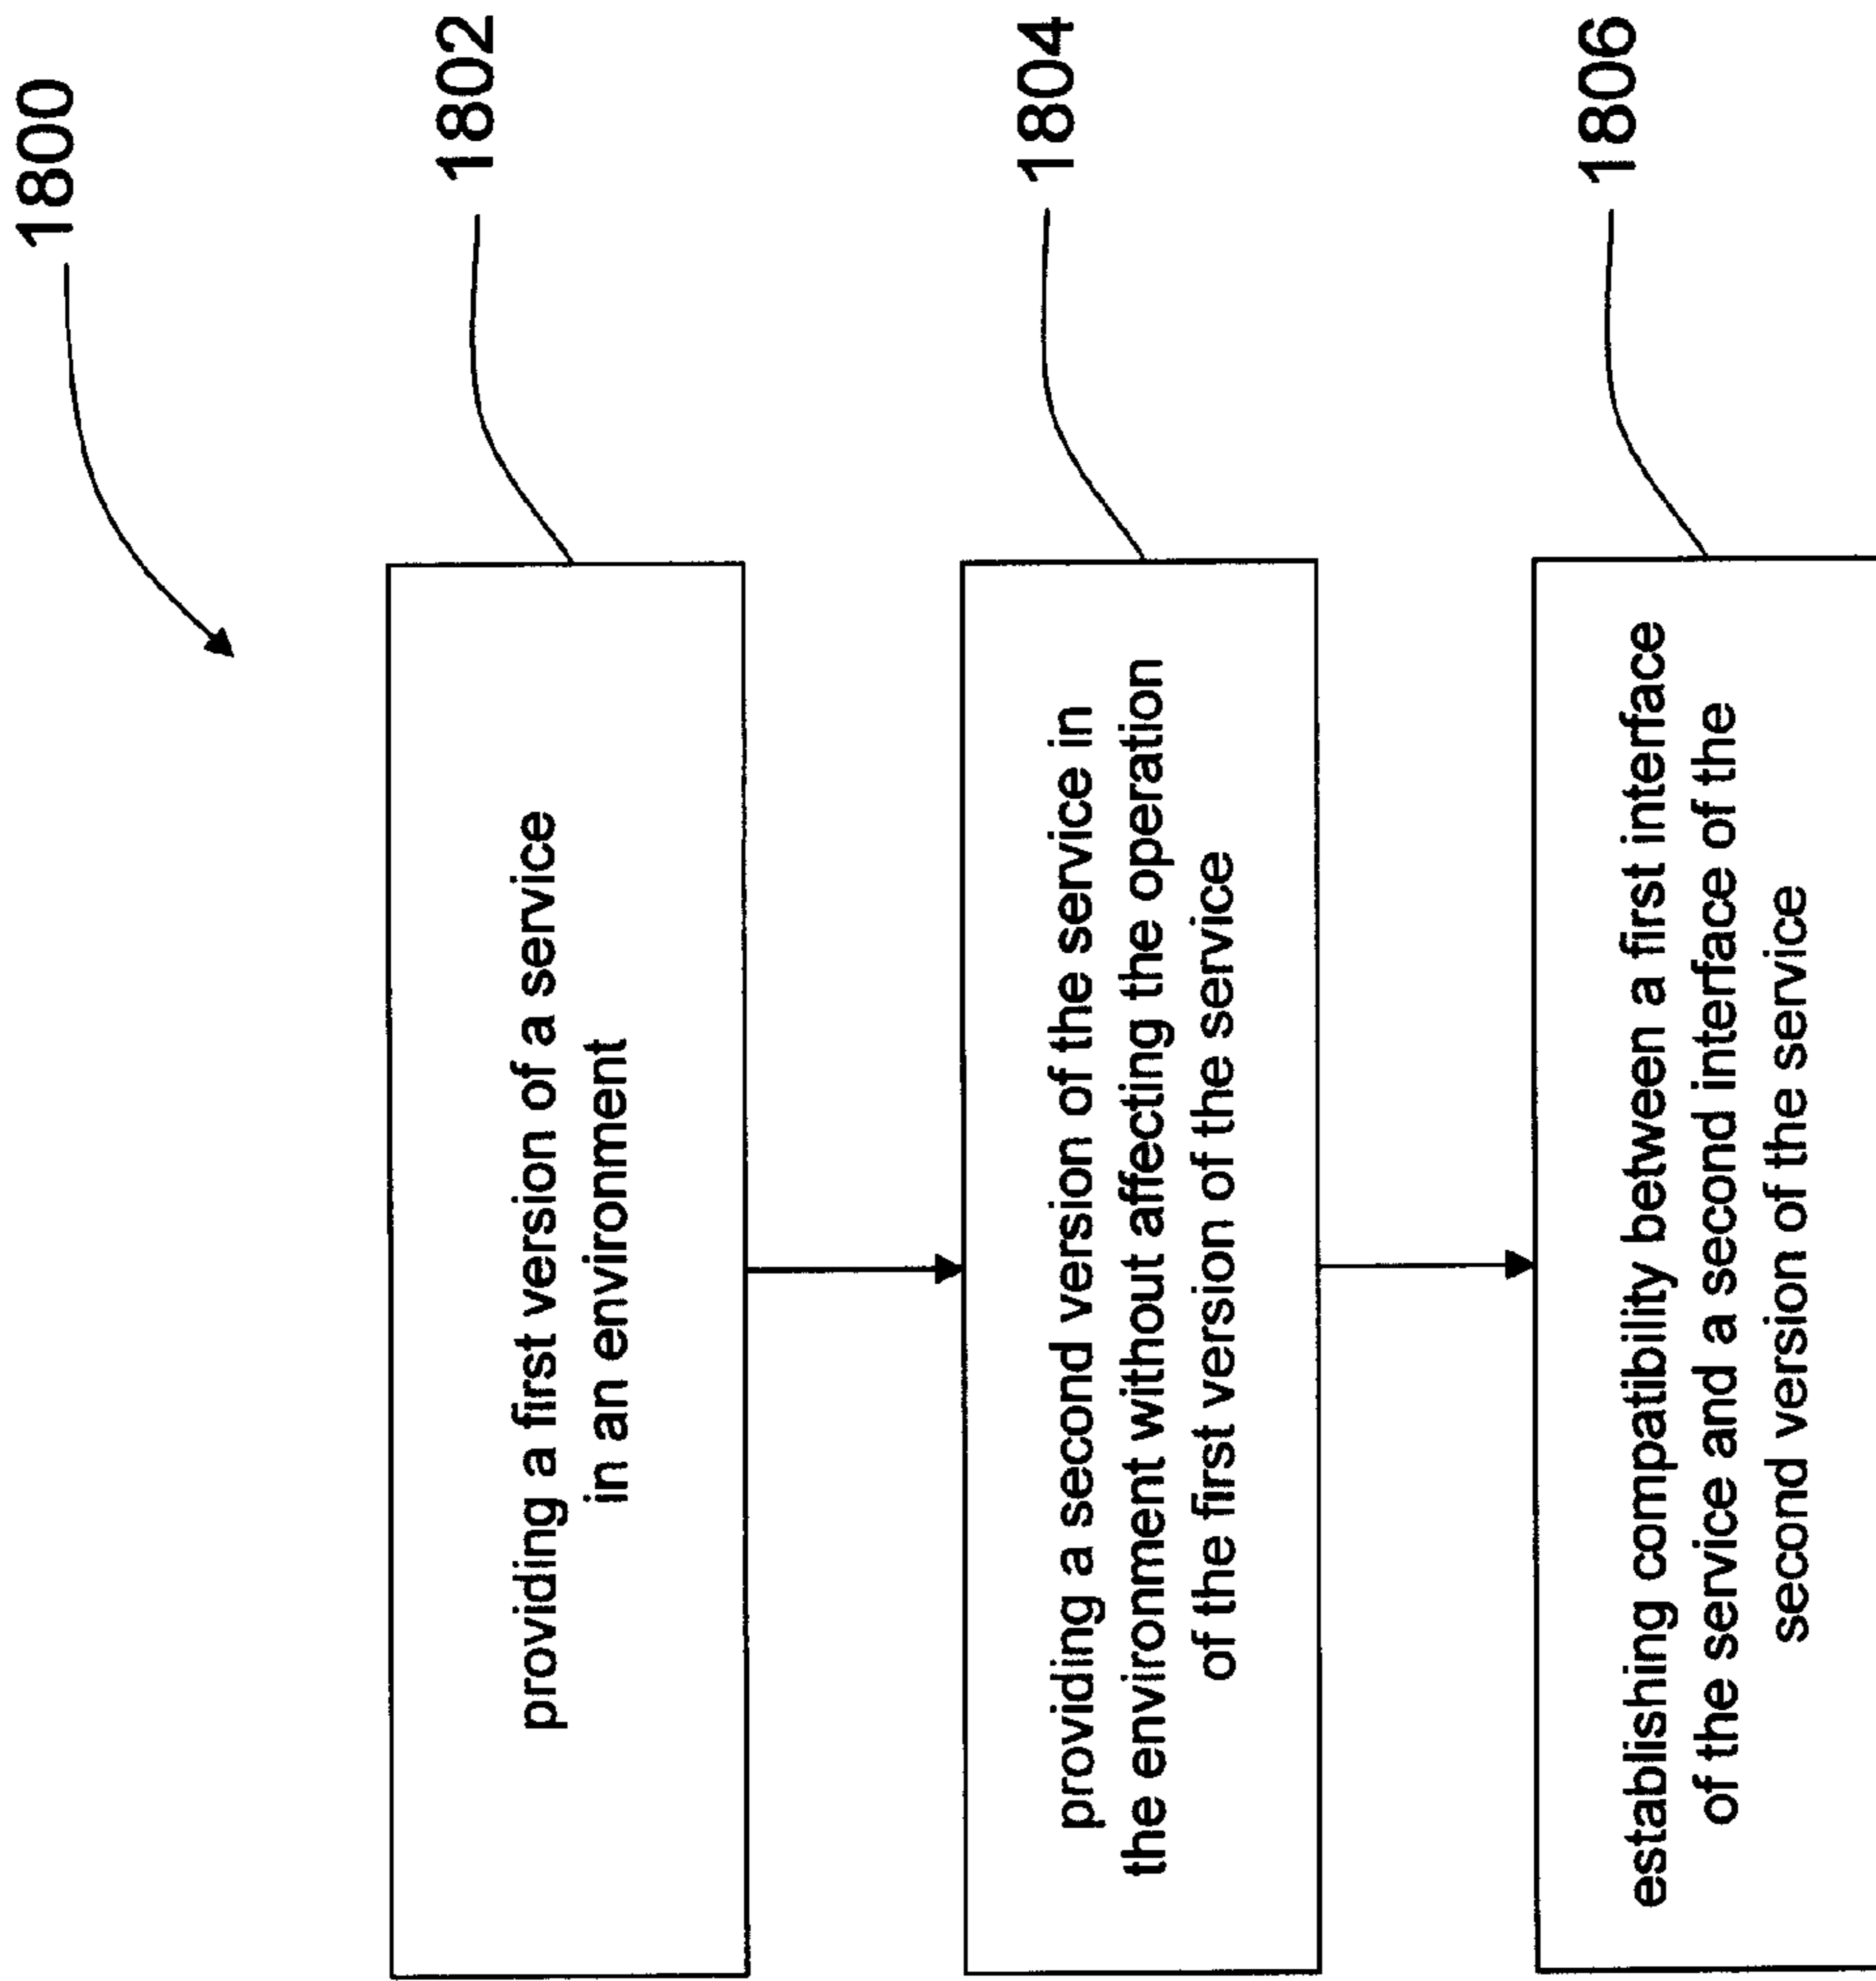 1800
1802
providing a first version of a service
in an environment
1804
providing a second version of the service in
the environment without affecting the operation
of the first version of the service
1806
establishing compatibility between a first interface
of the service and a second interface of the
second version of the service